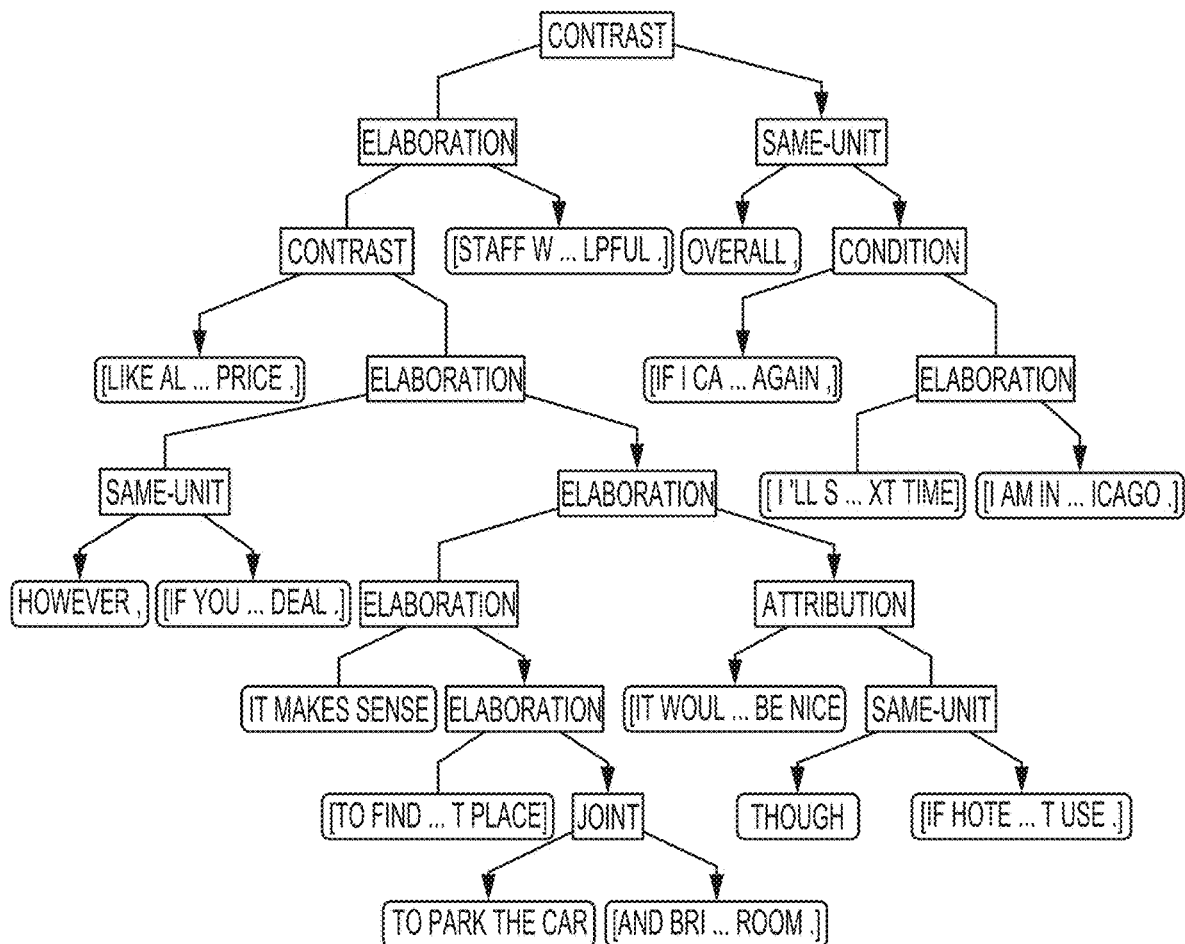 CONTRAST
ELABORATION
SAME-UNIT
CONTRAST
[STAFF W ... LPFUL .]
OVERALL ,
CONDITION
[LIKE AL ... PRICE .]
ELABORATION
[IF I CA ... AGAIN ,]
ELABORATION
SAME-UNIT
ELABORATION
[ I 'LL S ... XT TIME]
[I AM IN ... ICAGO .]
HOWEVER ,
[IF YOU ... DEAL .]
ELABORATION
ATTRIBUTION
IT MAKES SENSE
ELABORATION
[IT WOUL ... BE NICE
SAME-UNIT
[TO FIND ... T PLACE]
JOINT
THOUGH
[IF HOTE ... T USE .]
TO PARK THE CAR
[AND BRI ... ROOM .]